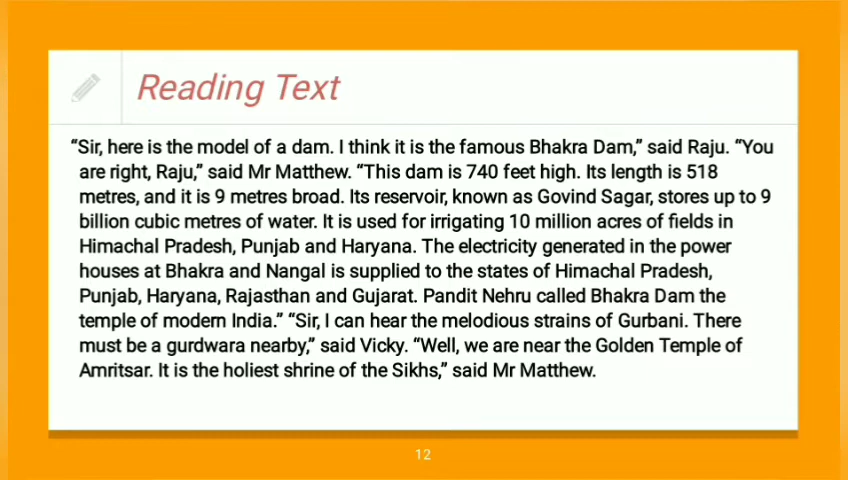 Reading Text
“Sir, here is the model of a dam. I think it is the famous Bhakra Dam,” said Raju. “You
are right, Raju,” said Mr Matthew. “This dam is 740 feet high. Its length is 518
metres, and it is 9 metres broad. Its reservoir, known as Govind Sagar, stores up to 9
billion cubic metres of water. It is used for irrigating 10 million acres of fields in
Himachal Pradesh, Punjab and Haryana. The electricity generated in the power
houses at Bhakra and Nangal is supplied to the states of Himachal Pradesh,
Punjab, Haryana, Rajasthan and Gujarat. Pandit Nehru called Bhakra Dam the
temple of modern India.” “Sir, I can hear the melodious strains of Gurbani. There
must be a gurdwara nearby,” said Vicky. “Well, we are near the Golden Temple of
Amritsar. It is the holiest shrine of the Sikhs,” said Mr Matthew.
12